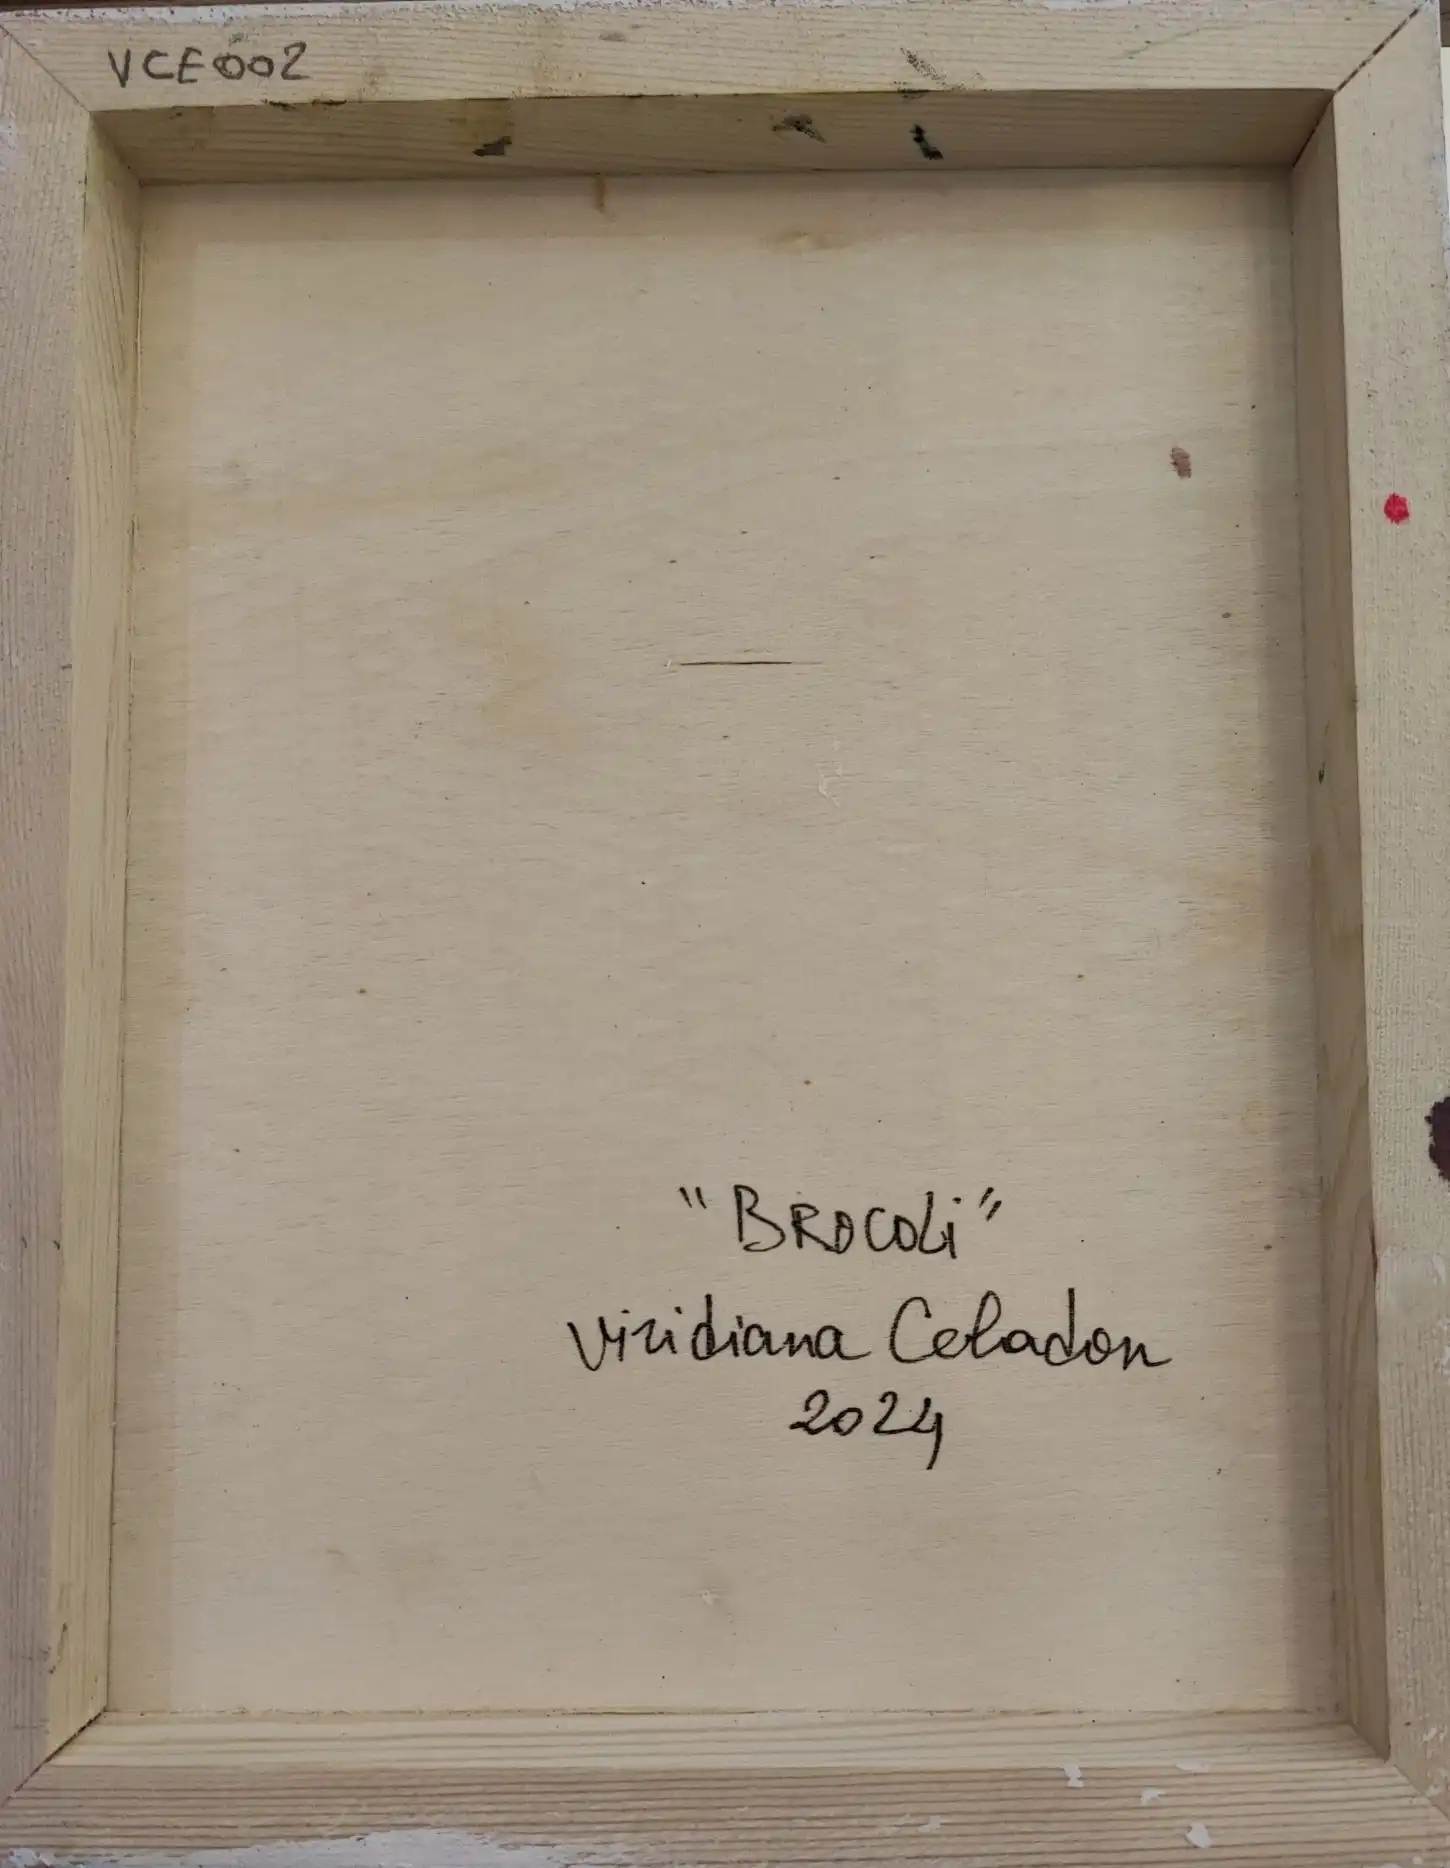 VCE002
"BROCOLi"
Viridiana Celadon
2024